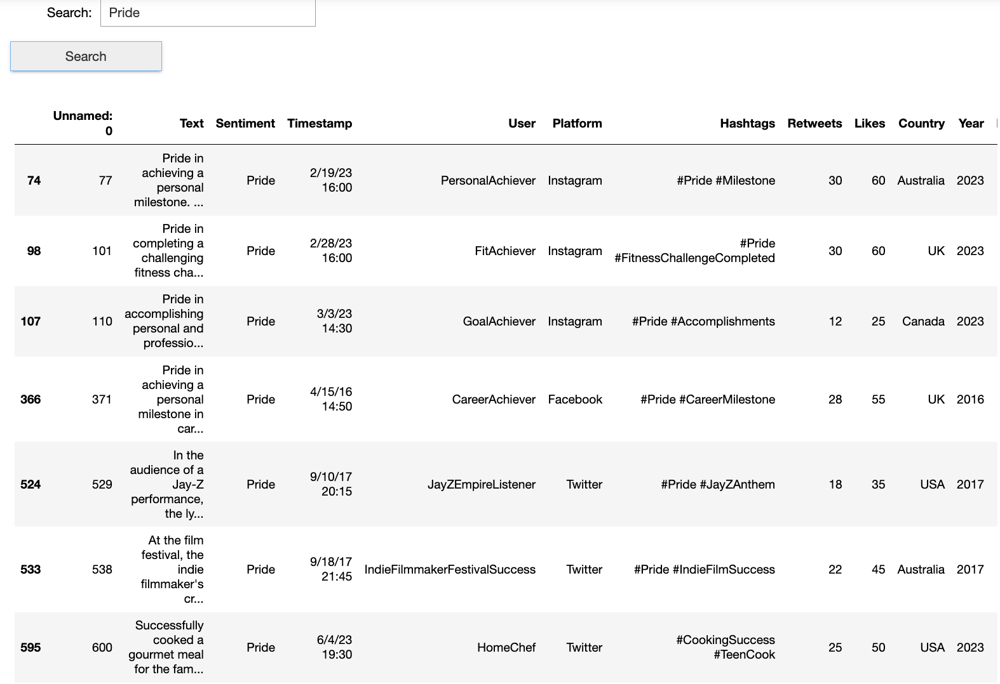 Search: Pride
Search
Unnamed: 0 Text Sentiment Timestamp User Platform Hashtags Retweets Likes Country Year
74 77 Pride in achieving a personal milestone. ... Pride 2/19/23 16:00 PersonalAchiever Instagram #Pride #Milestone 30 60 Australia 2023
98 101 Pride in completing a challenging fitness cha... Pride 2/28/23 16:00 FitAchiever Instagram #Pride #FitnessChallengeCompleted 30 60 UK 2023
107 110 Pride in accomplishing personal and professio... Pride 3/3/23 14:30 GoalAchiever Instagram #Pride #Accomplishments 12 25 Canada 2023
366 371 Pride in achieving a personal milestone in car... Pride 4/15/16 14:50 CareerAchiever Facebook #Pride #CareerMilestone 28 55 UK 2016
524 529 In the audience of a Jay-Z performance, the ly... Pride 9/10/17 20:15 JayZEmpireListener Twitter #Pride #JayZAnthem 18 35 USA 2017
533 538 At the film festival, the indie filmmaker's cr... Pride 9/18/17 21:45 IndieFilmmakerFestivalSuccess Twitter #Pride #IndieFilmSuccess 22 45 Australia 2017
595 600 Successfully cooked a gourmet meal for the fam... Pride 6/4/23 19:30 HomeChef Twitter #CookingSuccess #TeenCook 25 50 USA 2023